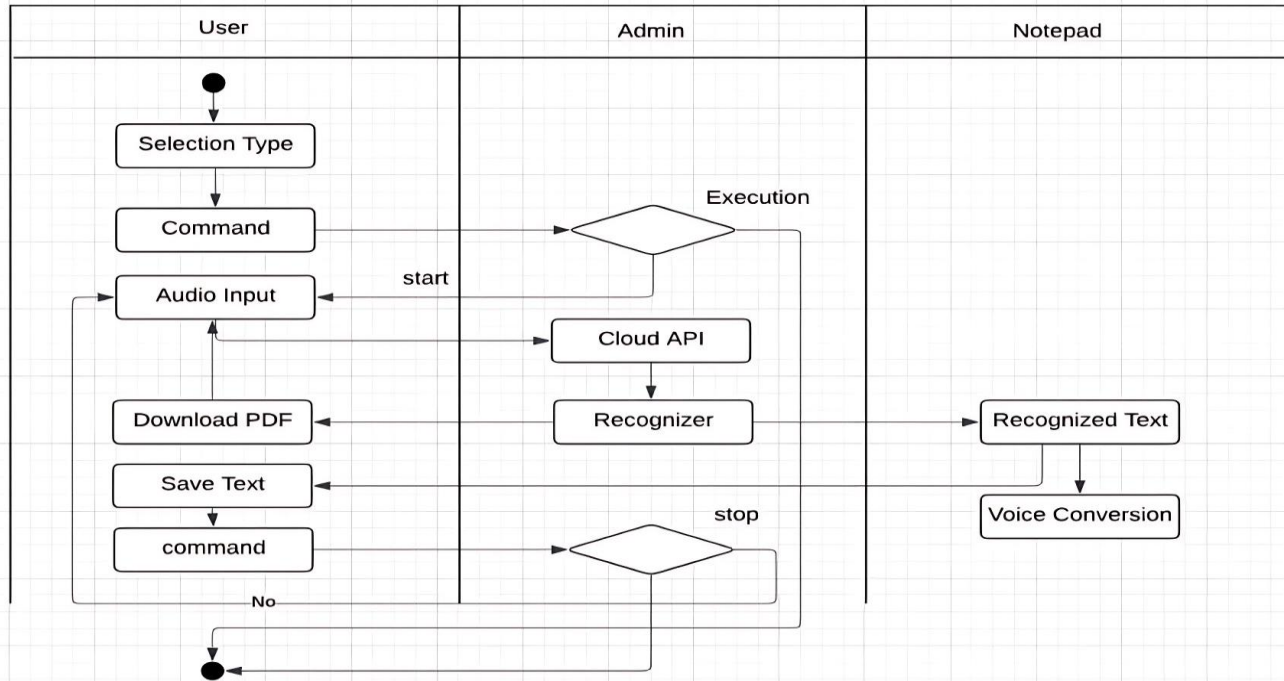 User
Admin
Notepad
Selection Type
Execution
Command
start
Audio Input
Cloud API
Download PDF
Recognizer
Recognized Text
Save Text
stop
Voice Conversion
command
No